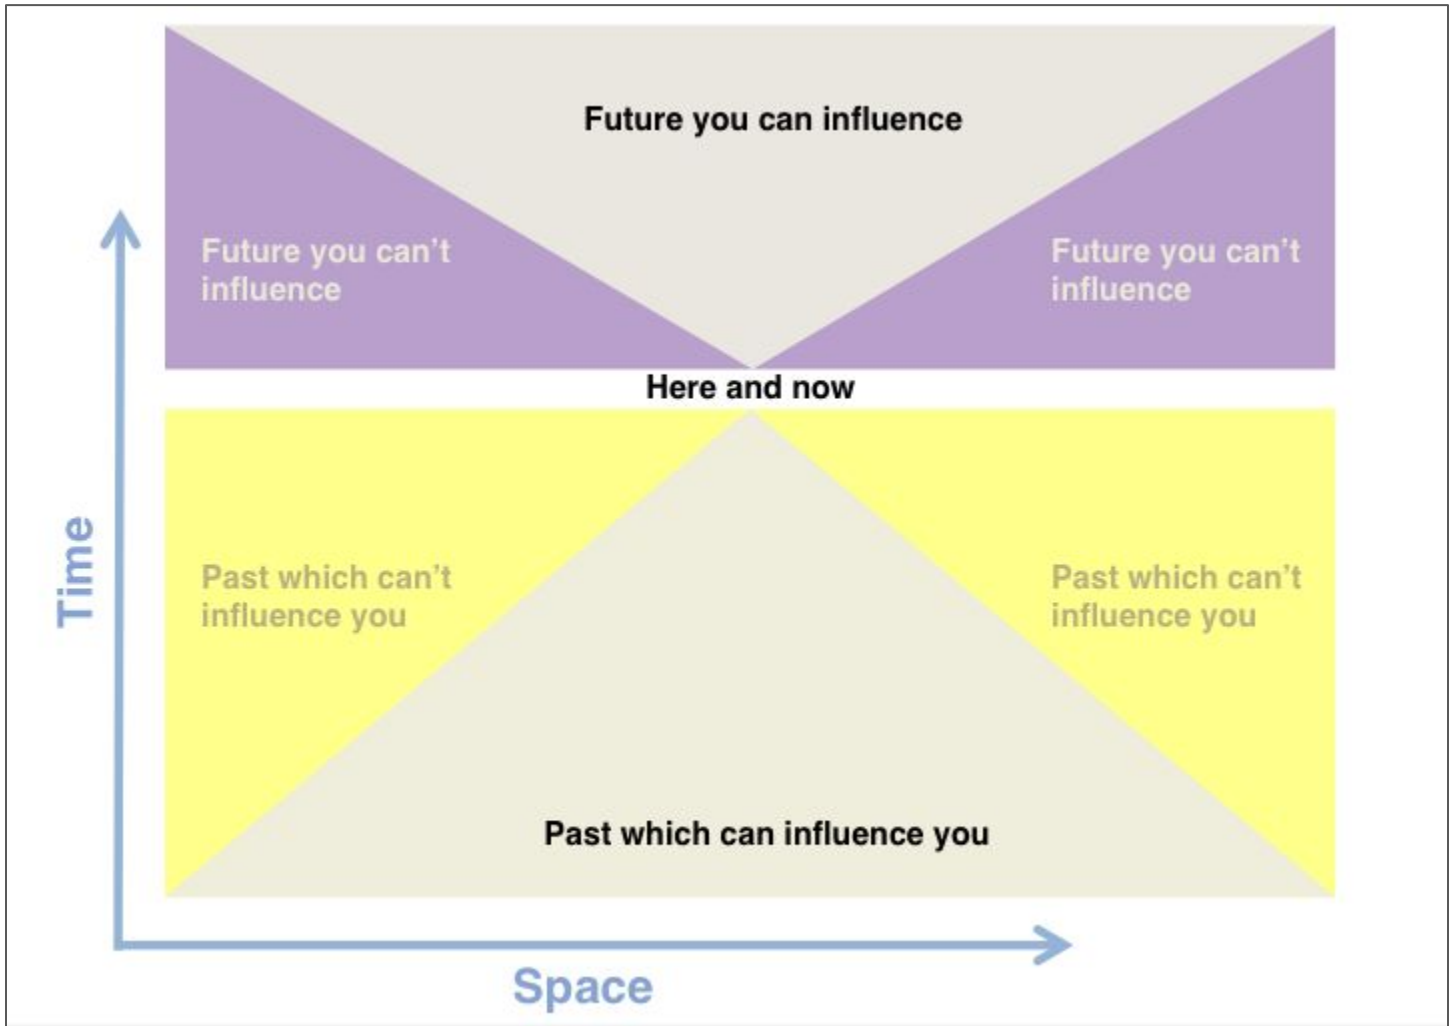 Future you can influence
Future you can’t
influence
Future you can’t
influence
Here and now
Past which can’t
influence you
Past which can’t
influence you
Time
Past which can influence you
Space